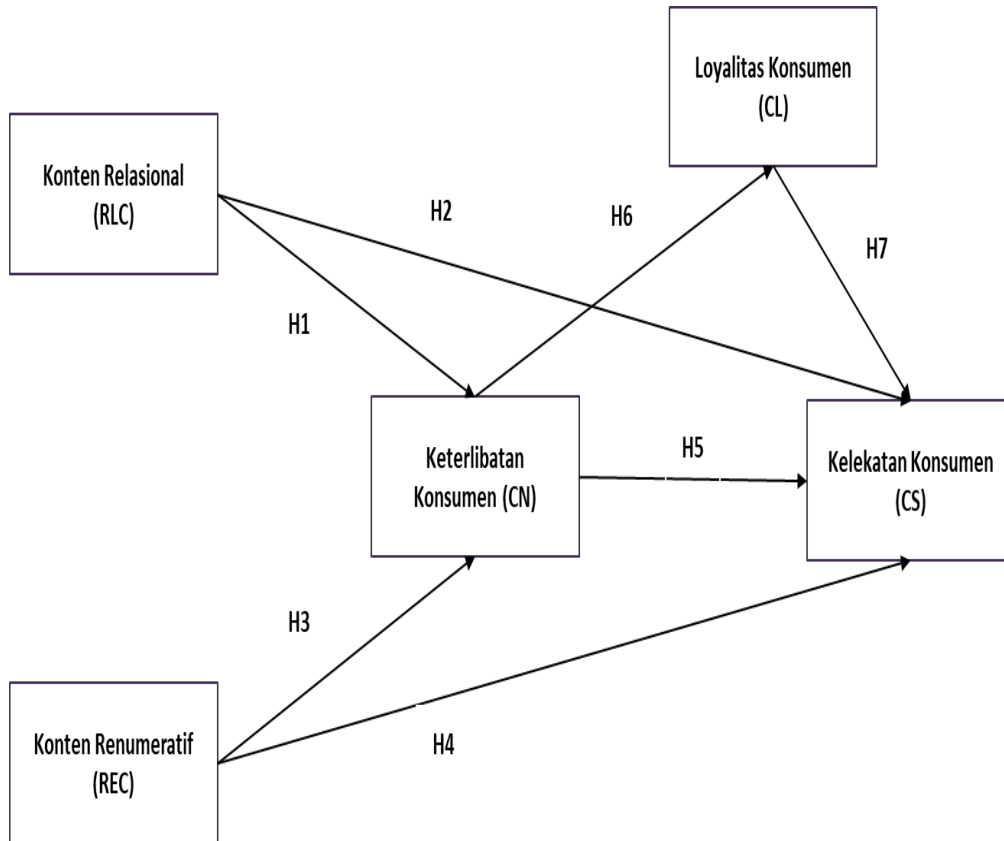 Loyalitas Konsumen
(CL)
Konten Relasional
(RLC)
H2
H6
H7
H1
Keterlibatan
Konsumen (CN)
H5
Kelekatan Konsumen
(CS)
H3
Konten Renumeratif
(REC)
H4